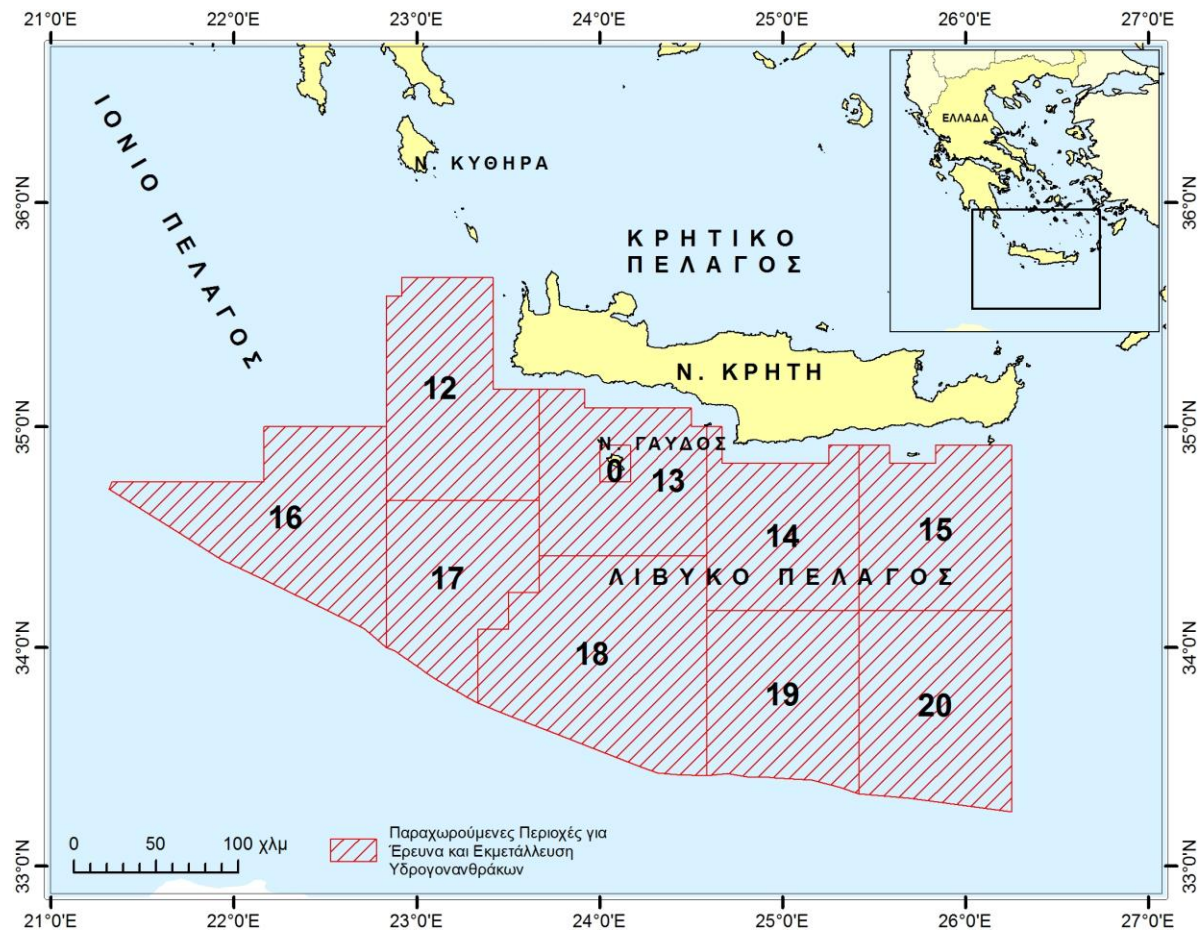 21°0'E 22°0'E 23°0'E 24°0'E 25°0'E 26°0'E 27°0'E
ΕΛΛΑΔΑ
ΙΟΝΙΟ ΠΕΛΑΓΟΣ
Ν. ΚΥΘΗΡΑ
36°0'N 36°0'N
ΚΡΗΤΙΚΟ
ΠΕΛΑΓΟΣ
Ν. ΚΡΗΤΗ
12
35°0'N 35°0'N
Ν. ΓΑΥΔΟΣ
0
13
16
14
15
17
ΛΙΒΥΚΟ ΠΕΛΑΓΟΣ
34°0'N 34°0'N
18
19
20
0 50 100 χλμ
Παραχωρούμενες Περιοχές για
Έρευνα και Εκμετάλλευση
Υδρογονανθράκων
33°0'N 33°0'N
21°0'E 22°0'E 23°0'E 24°0'E 25°0'E 26°0'E 27°0'E